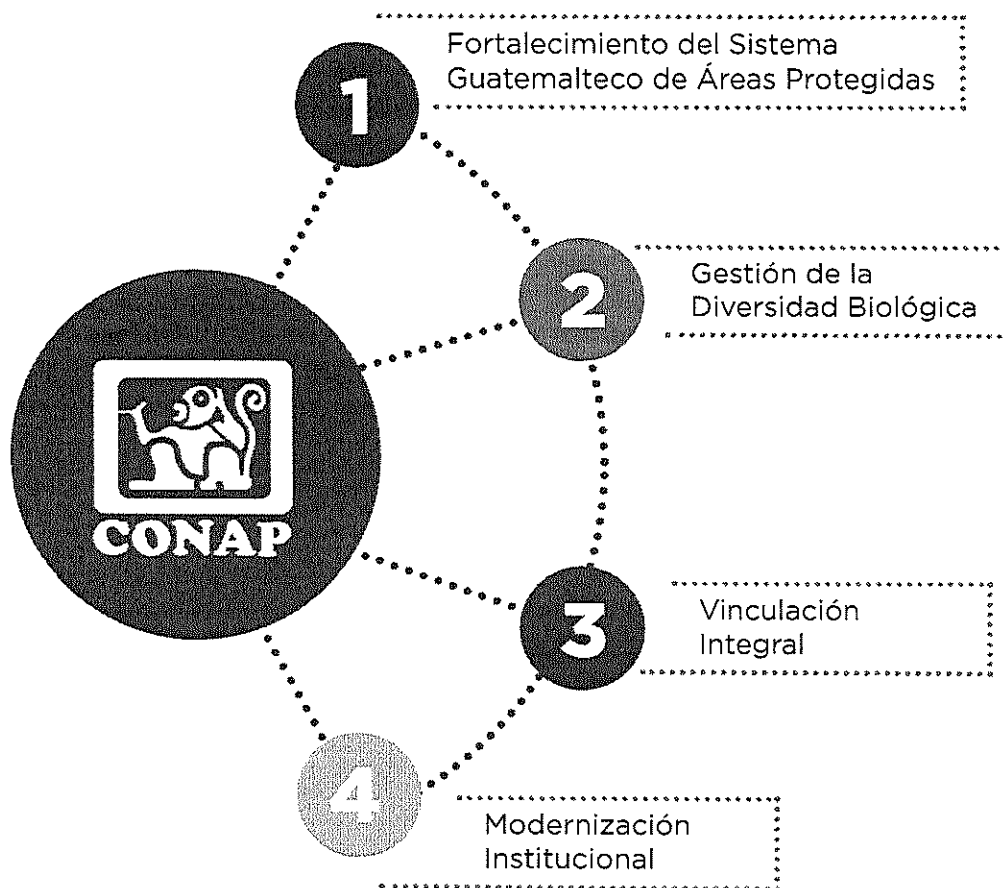 1
Fortalecimiento del Sistema
Guatemalteco de Áreas Protegidas
2
Gestión de la
Diversidad Biológica
CONAP
3
Vinculación
Integral
4
Modernización
Institucional